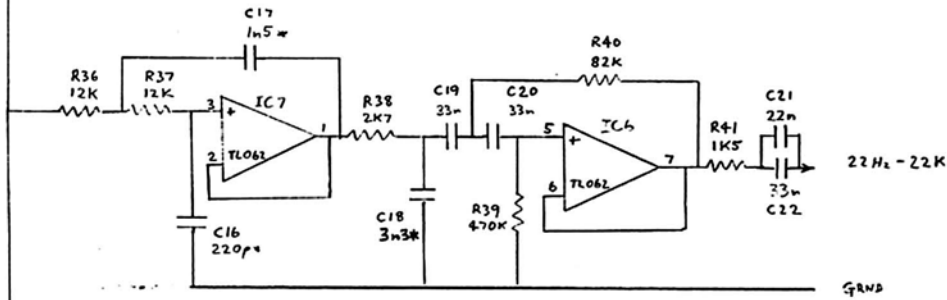 C17
1n5*
R36
12K
R37
12K
3
+
IC7
1
2
TL062
C16
220p*
R38
2K7
C18
3n3*
C19
33n
C20
33n
R40
82K
R39
470K
5
+
IC6
7
6
TL062
R41
1K5
C21
22n
33n
C22
22Hz-22K
GRND